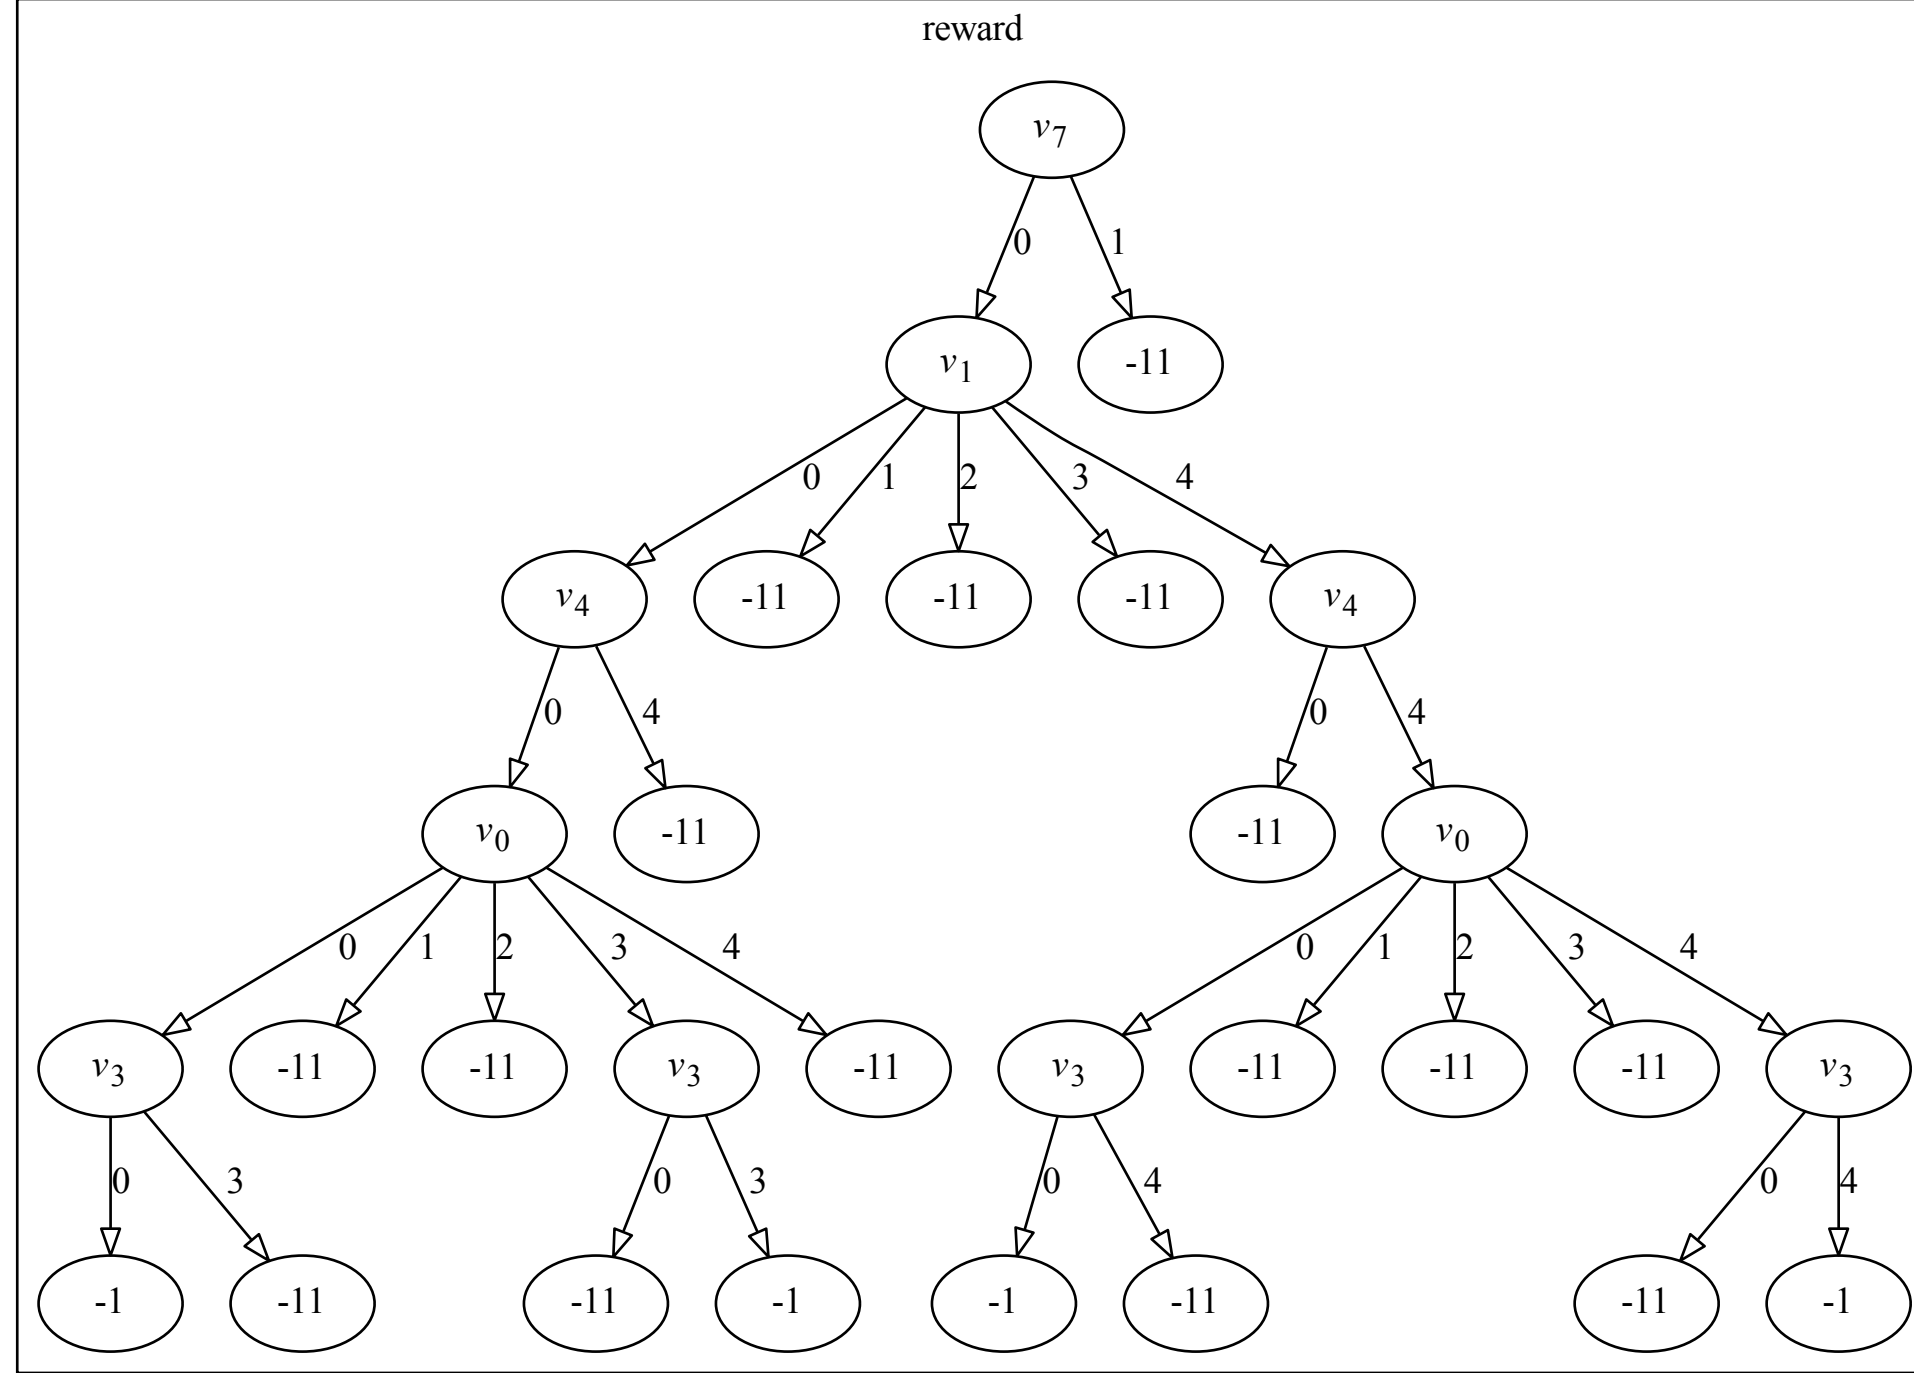 reward
v7
0 1
v1 -11
0 1 2 3 4
v4 -11 -11 -11 v4
0 4 0 4
v0 -11 -11 v0
0 1 2 3 4 0 1 2 3 4
v3 -11 -11 v3 -11 v3 -11 -11 -11 v3
0 3 0 3 0 4 0 4
-1 -11 -11 -1 -1 -11 -11 -1